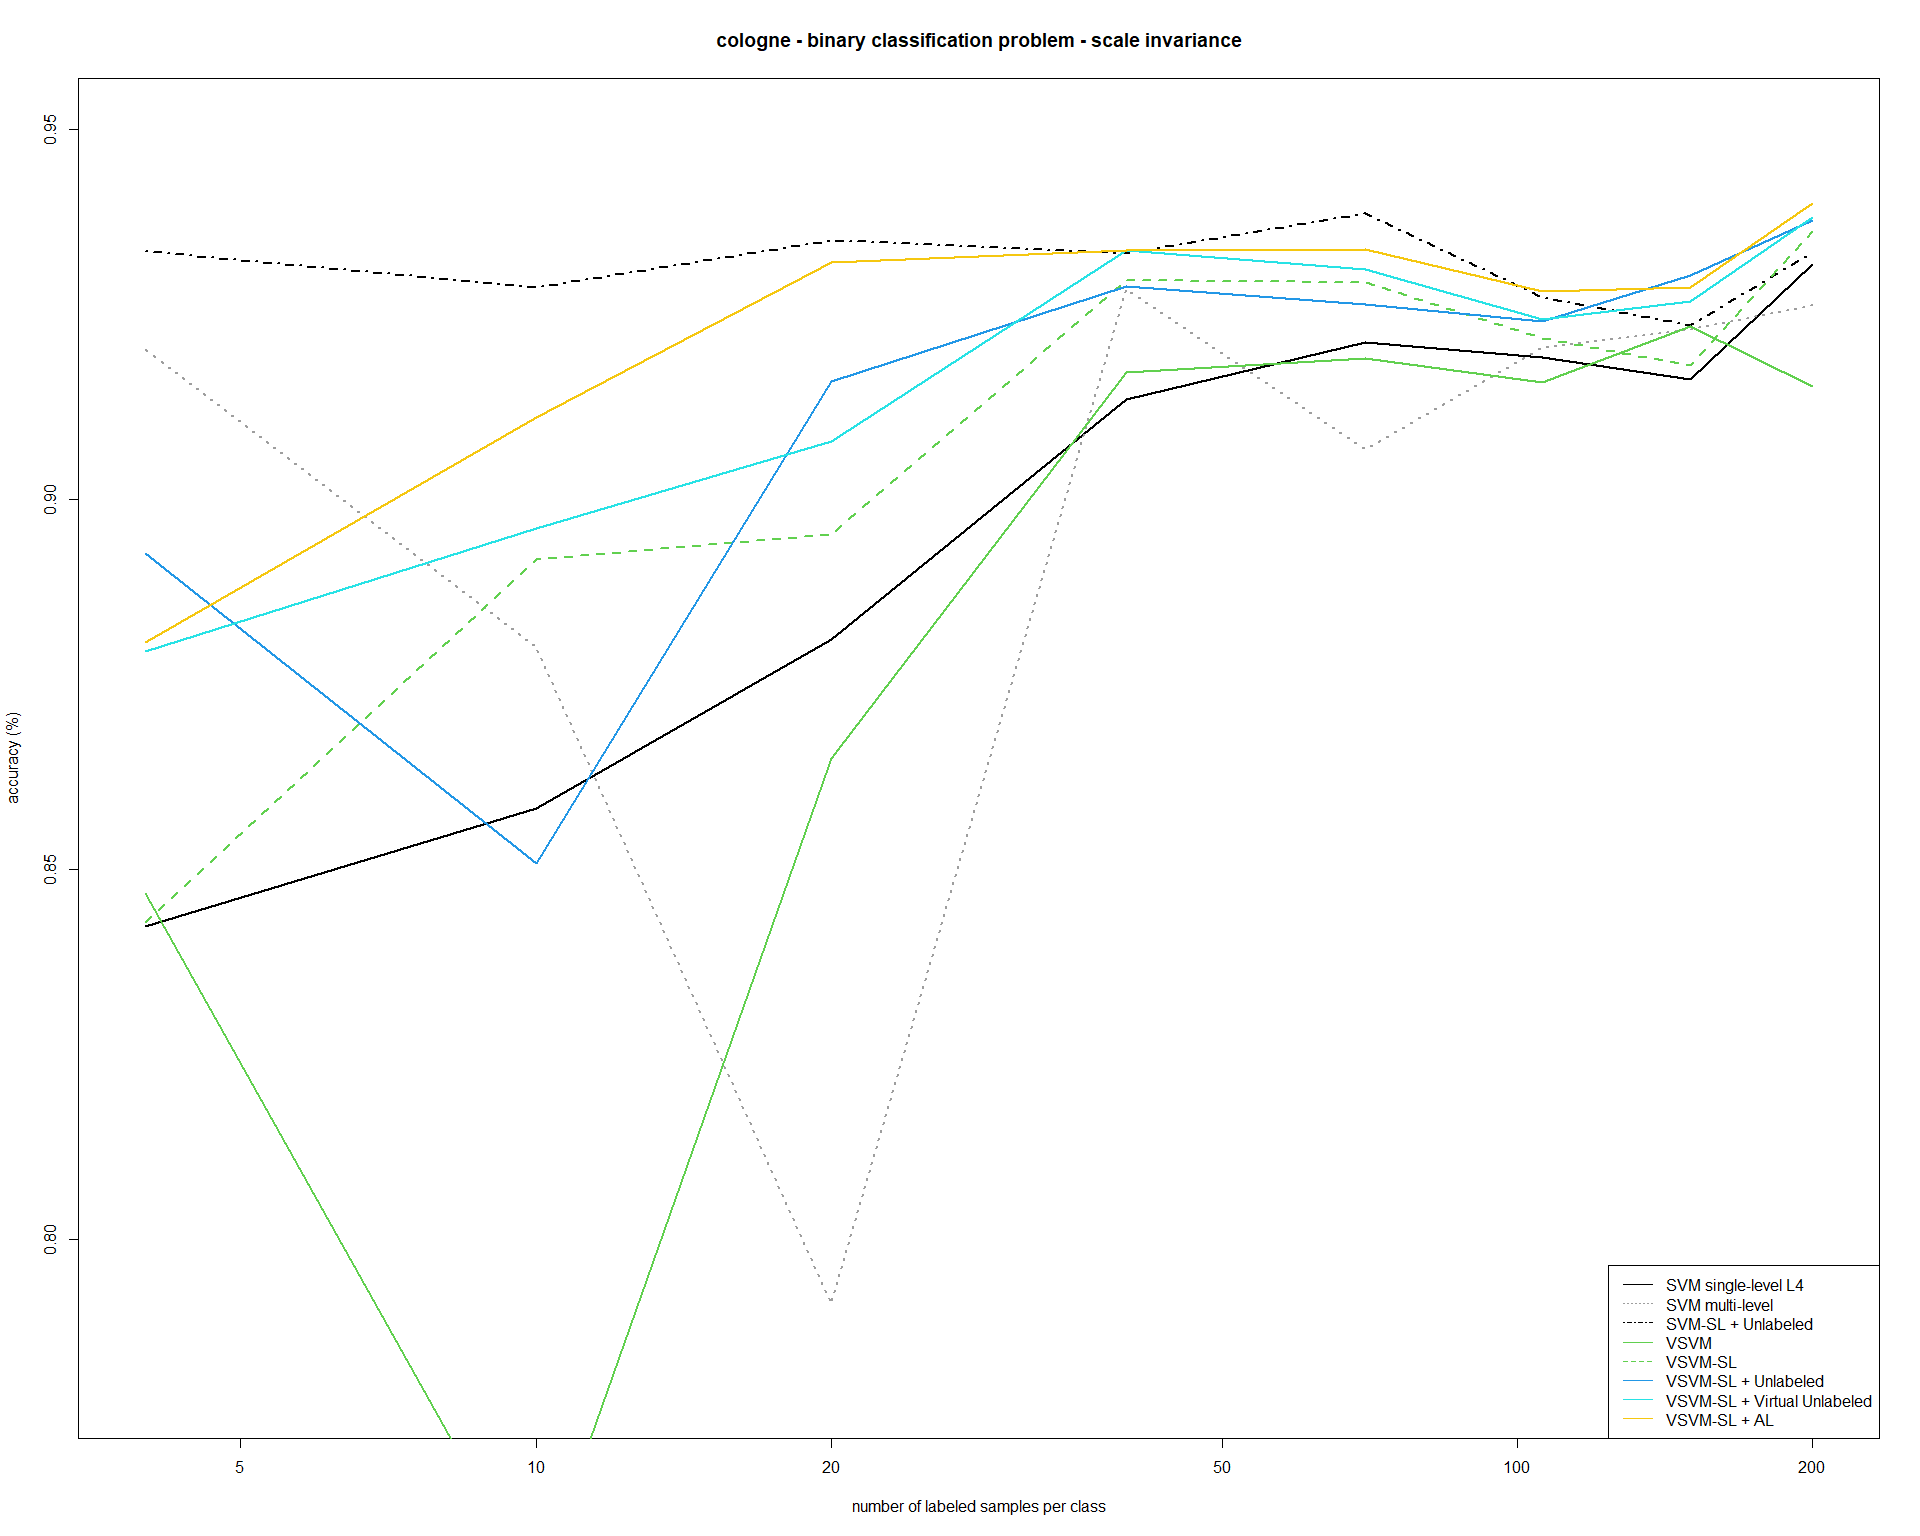 cologne - binary classification problem - scale invariance
0.95
0.90
0.85
0.80
accuracy (%)
5
10
20
50
100
200
number of labeled samples per class
SVM single-level L4
SVM multi-level
SVM-SL + Unlabeled
VSVM
VSVM-SL
VSVM-SL + Unlabeled
VSVM-SL + Virtual Unlabeled
VSVM-SL + AL